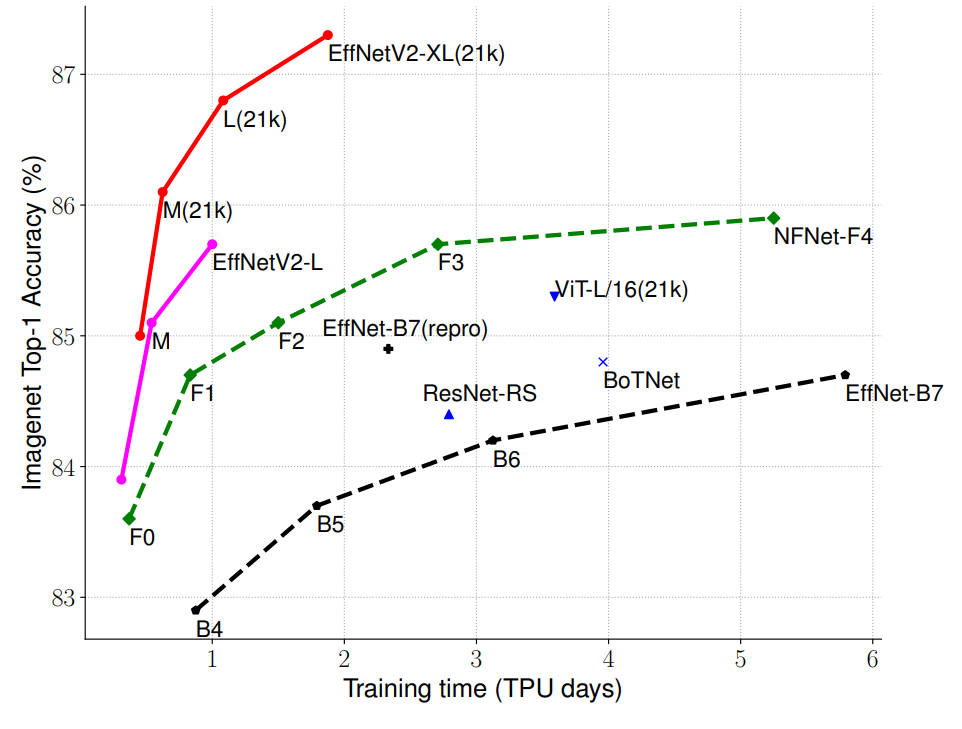 EffNetV2-XL(21k)
87
L(21k)
M(21k)
86
NFNet-F4
EffNetV2-L
F3
ViT-L/16(21k)
EffNet-B7(repro)
85
M
F2
BoTNet
F1
ResNet-RS
EffNet-B7
84
B6
B5
F0
83
B4
1 2 3 4 5 6
Training time (TPU days)
Imagenet Top-1 Accuracy (%)